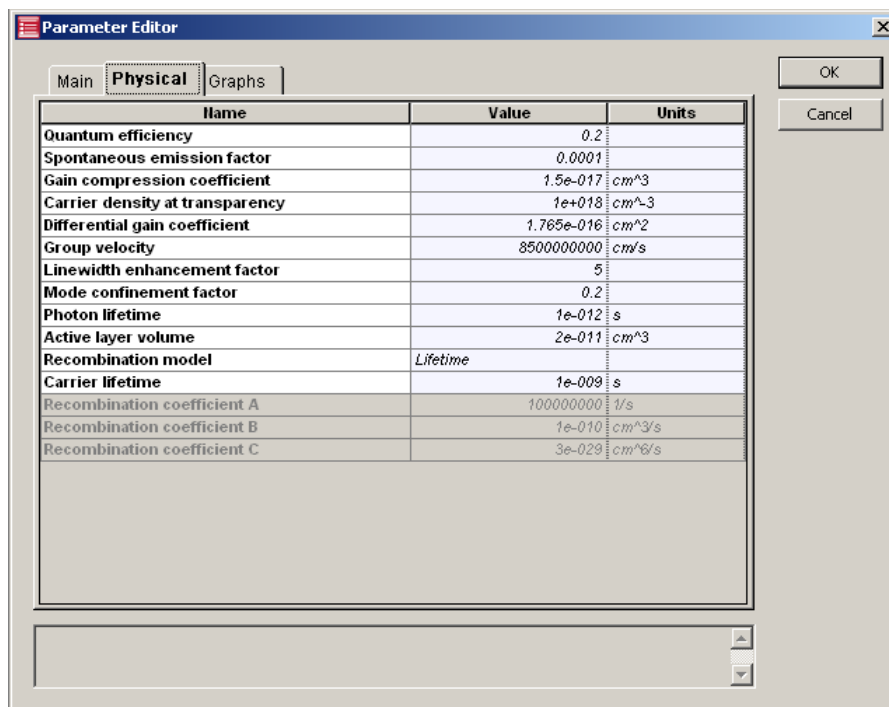 Parameter Editor
Main Physical Graphs
OK
Cancel
Name Value Units
Quantum efficiency 0.2
Spontaneous emission factor 0.0001
Gain compression coefficient 1.5e-017 cm^3
Carrier density at transparency 1e+018 cm^-3
Differential gain coefficient 1.765e-016 cm^2
Group velocity 8500000000 cm/s
Linewidth enhancement factor 5
Mode confinement factor 0.2
Photon lifetime 1e-012 s
Active layer volume 2e-011 cm^3
Recombination model Lifetime
Carrier lifetime 1e-009 s
Recombination coefficient A 100000000 1/s
Recombination coefficient B 1e-010 cm^3/s
Recombination coefficient C 3e-029 cm^6/s